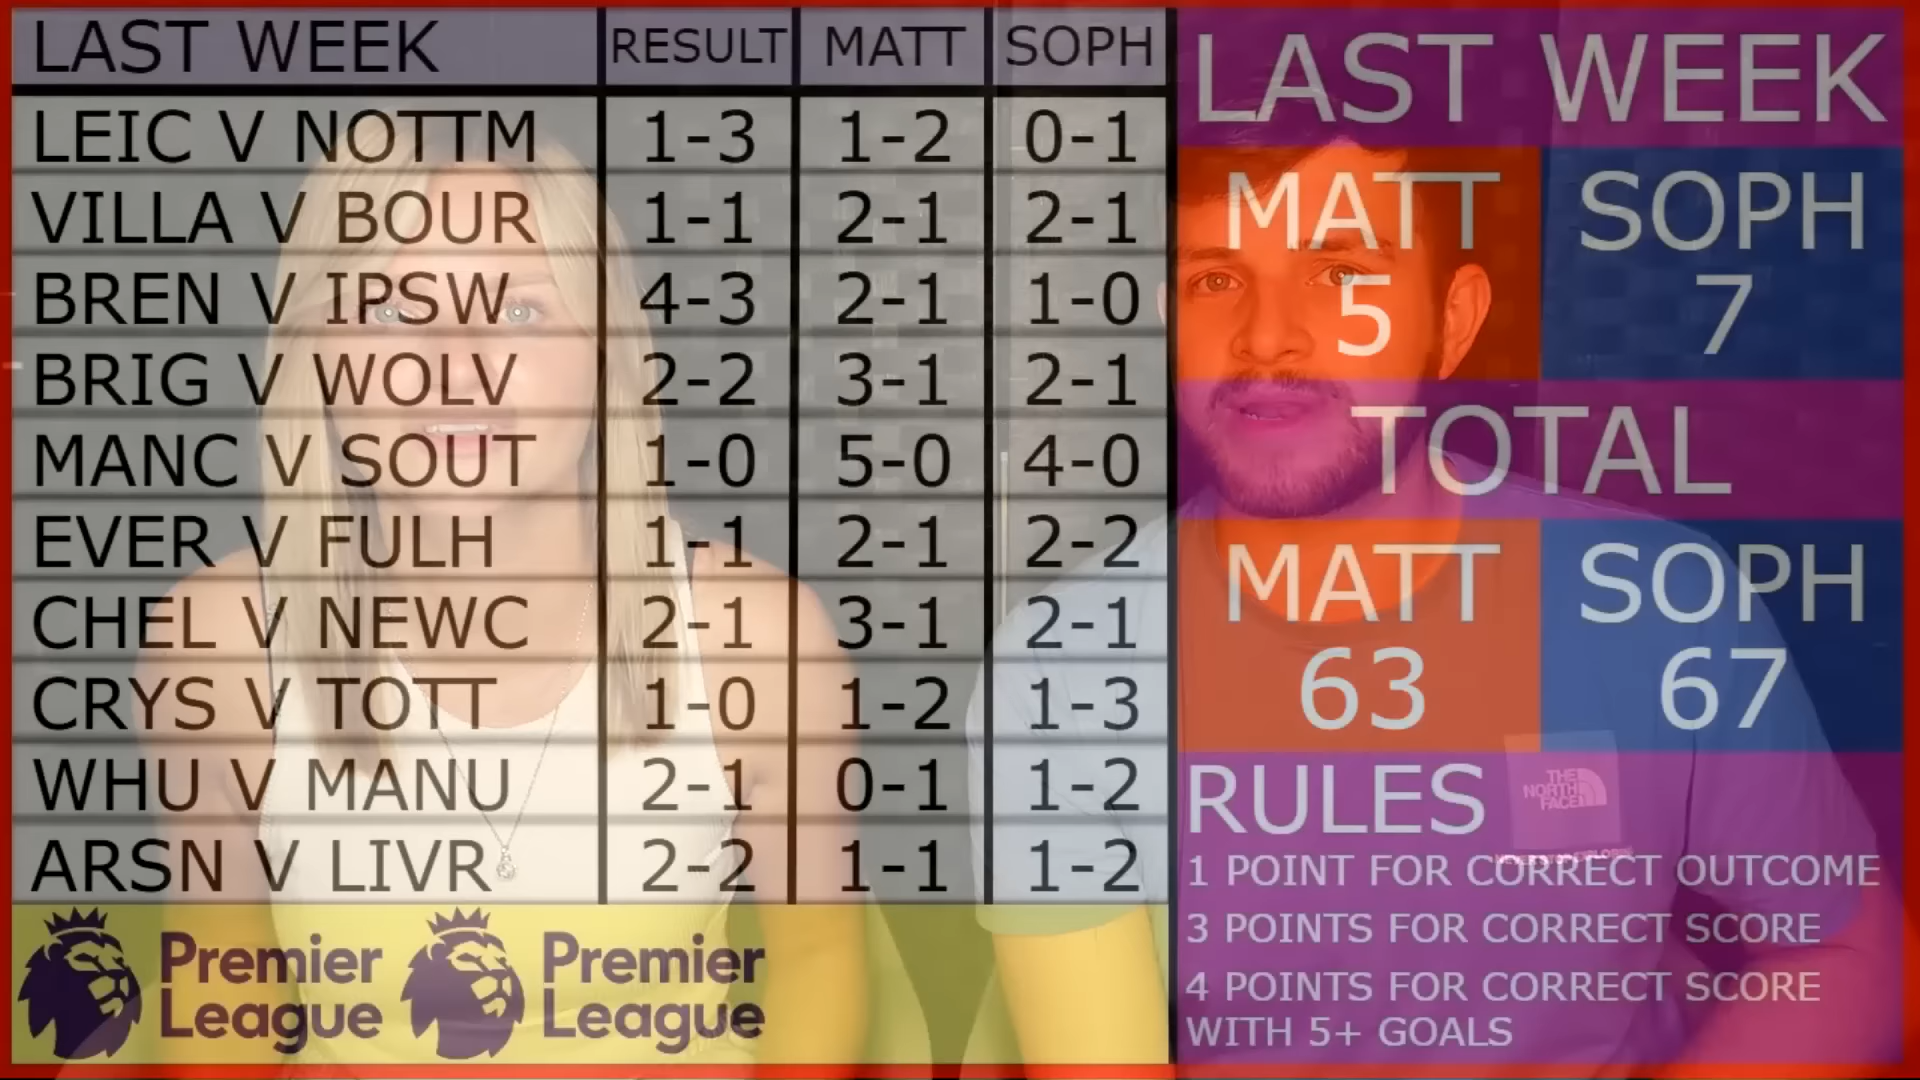 LAST WEEK RESULT MATT SOPH
LEIC V NOTTM 1-3 1-2 0-1
VILLA V BOUR 1-1 2-1 2-1
BREN V IPSW 4-3 2-1 1-0
BRIG V WOLV 2-2 3-1 2-1
MANC V SOUT 1-0 5-0 4-0
EVER V FULH 1-1 2-1 2-2
CHEL V NEWC 2-1 3-1 2-1
CRYS V TOTT 1-0 1-2 1-3
WHU V MANU 2-1 0-1 1-2
ARSN V LIVR 2-2 1-1 1-2
Premier League
Premier League
LAST WEEK
MATT SOPH
5 7
TOTAL
MATT SOPH
63 67
RULES
THE
NORTH
FACE
NEVER STOP EXPLORING
1 POINT FOR CORRECT OUTCOME
3 POINTS FOR CORRECT SCORE
4 POINTS FOR CORRECT SCORE
WITH 5+ GOALS